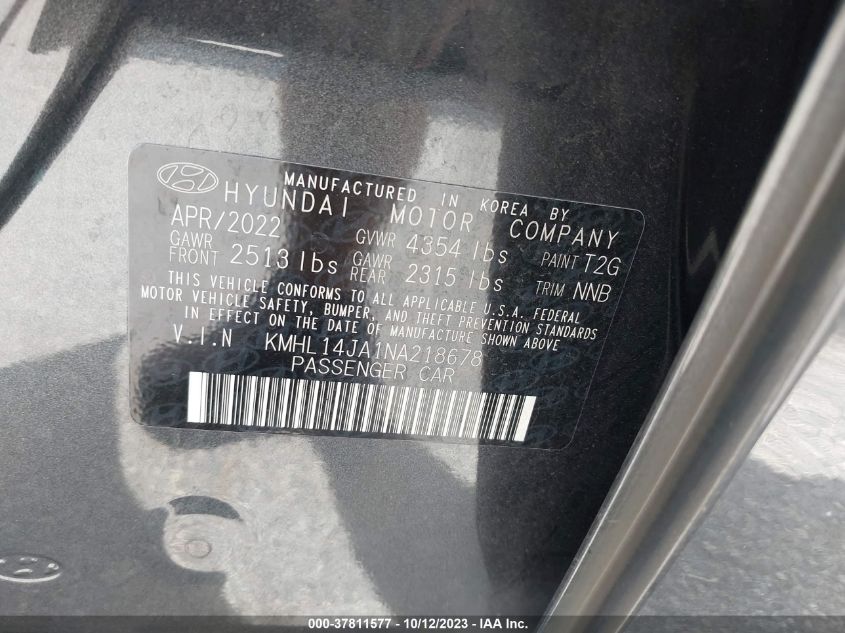 MANUFACTURED IN KOREA BY
HYUNDAI MOTOR COMPANY
APR/2022 GVWR 4354 lbs PAINT T2G
GAWR FRONT 2513 lbs GAWR REAR 2315 lbs TRIM NNB
THIS VEHICLE CONFORMS TO ALL APPLICABLE U.S.A. FEDERAL
MOTOR VEHICLE SAFETY, BUMPER, AND THEFT PREVENTION STANDARDS
IN EFFECT ON THE DATE OF MANUFACTURE SHOWN ABOVE
V.I.N KMHL14JA1NA218678
PASSENGER CAR
000-37811577 - 10/12/2023 - IAA Inc.